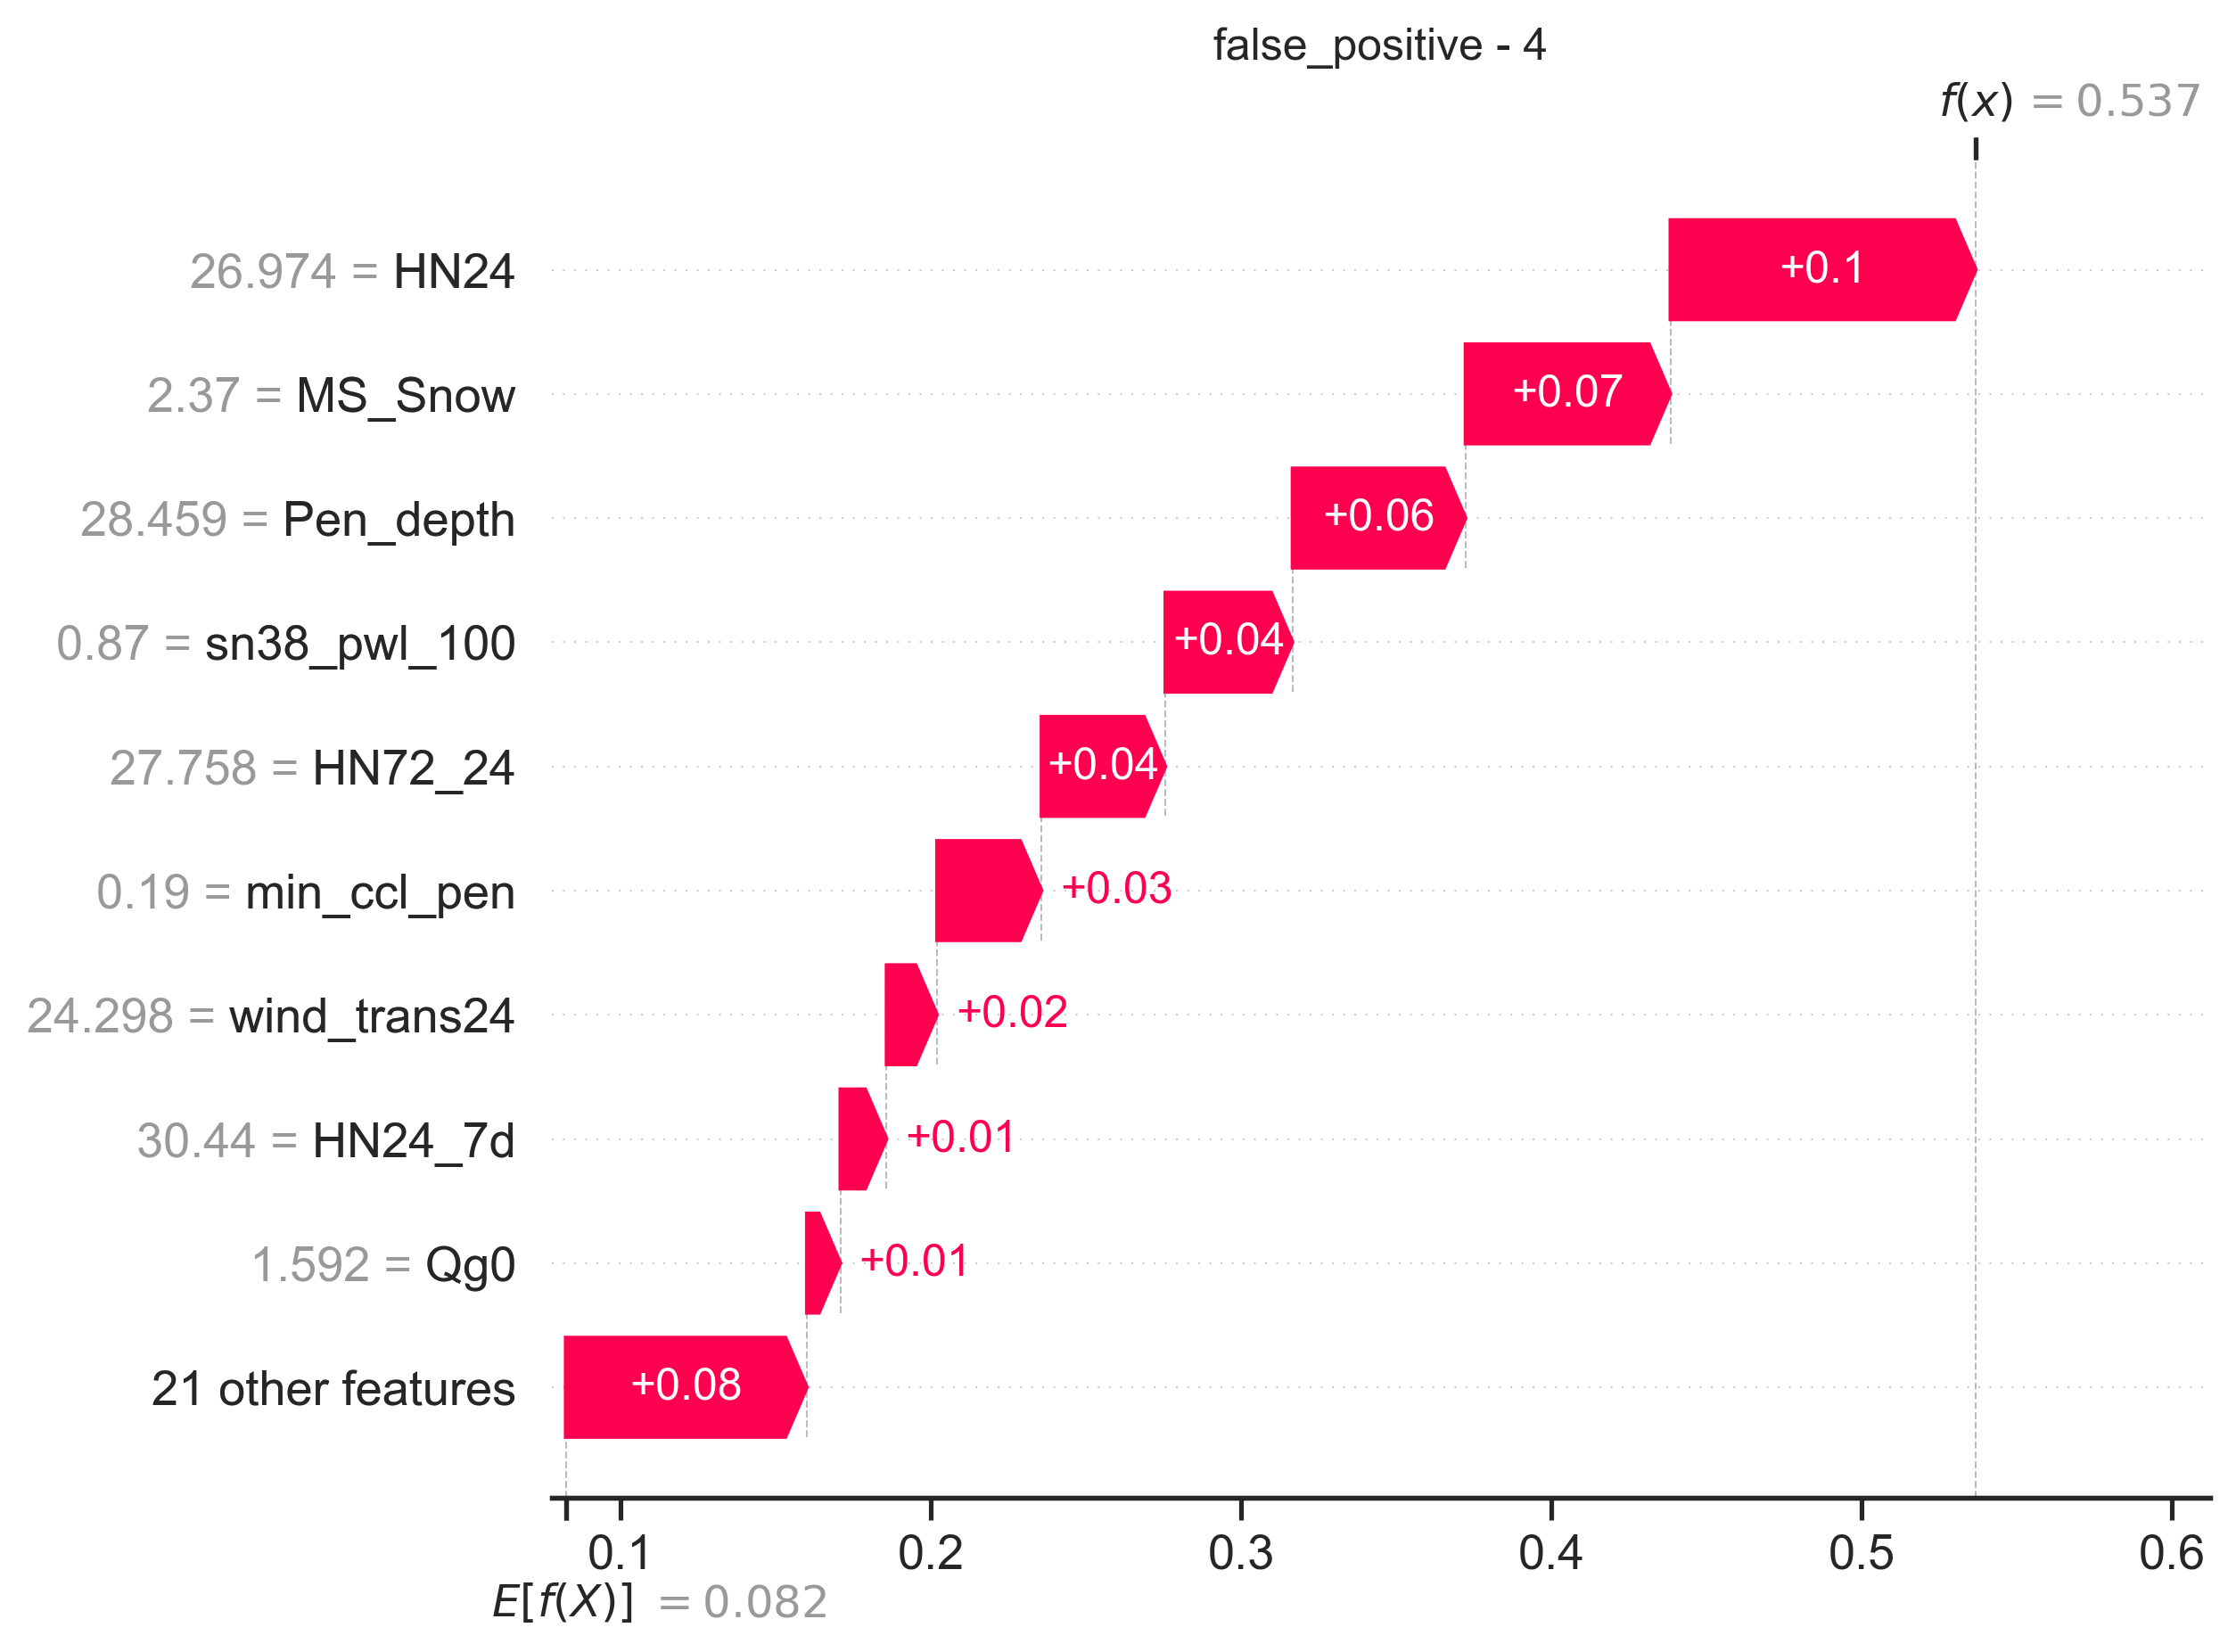 false_positive - 4
f(x) = 0.537
26.974 = HN24
+0.1
2.37 = MS_Snow
+0.07
28.459 = Pen_depth
+0.06
0.87 = sn38_pwl_100
+0.04
27.758 = HN72_24
+0.04
0.19 = min_ccl_pen
+0.03
24.298 = wind_trans24
+0.02
30.44 = HN24_7d
+0.01
1.592 = Qg0
+0.01
21 other features
+0.08
0.1 0.2 0.3 0.4 0.5 0.6
E[f(X)] = 0.082